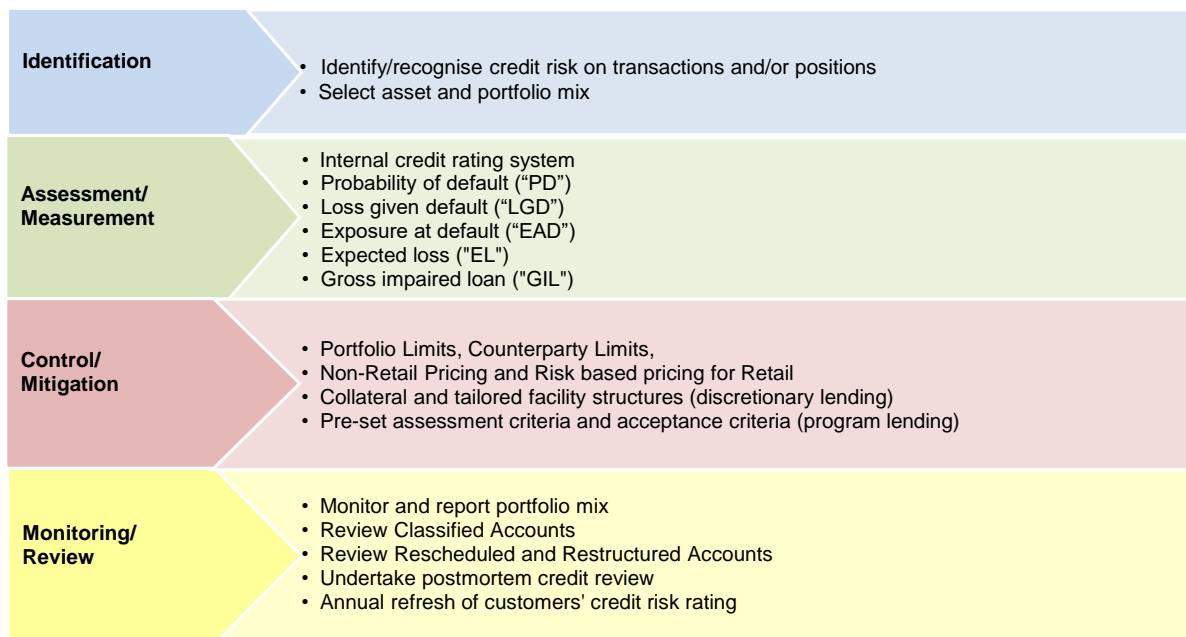 Identification
• Identify/recognise credit risk on transactions and/or positions
• Select asset and portfolio mix
Assessment/
Measurement
• Internal credit rating system
• Probability of default (“PD”)
• Loss given default (“LGD”)
• Exposure at default (“EAD”)
• Expected loss ("EL")
• Gross impaired loan ("GIL")
Control/
Mitigation
• Portfolio Limits, Counterparty Limits,
• Non-Retail Pricing and Risk based pricing for Retail
• Collateral and tailored facility structures (discretionary lending)
• Pre-set assessment criteria and acceptance criteria (program lending)
Monitoring/
Review
• Monitor and report portfolio mix
• Review Classified Accounts
• Review Rescheduled and Restructured Accounts
• Undertake postmortem credit review
• Annual refresh of customers' credit risk rating